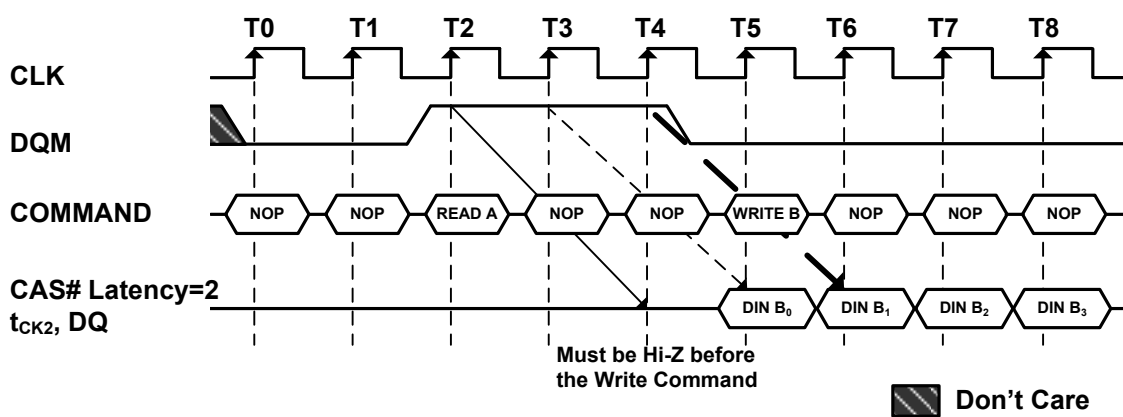 T0 T1 T2 T3 T4 T5 T6 T7 T8
CLK
DQM
COMMAND NOP NOP READ A NOP NOP WRITE B NOP NOP NOP
CAS# Latency=2
tCK2, DQ DIN B0 DIN B1 DIN B2 DIN B3
Must be Hi-Z before
the Write Command
Don't Care